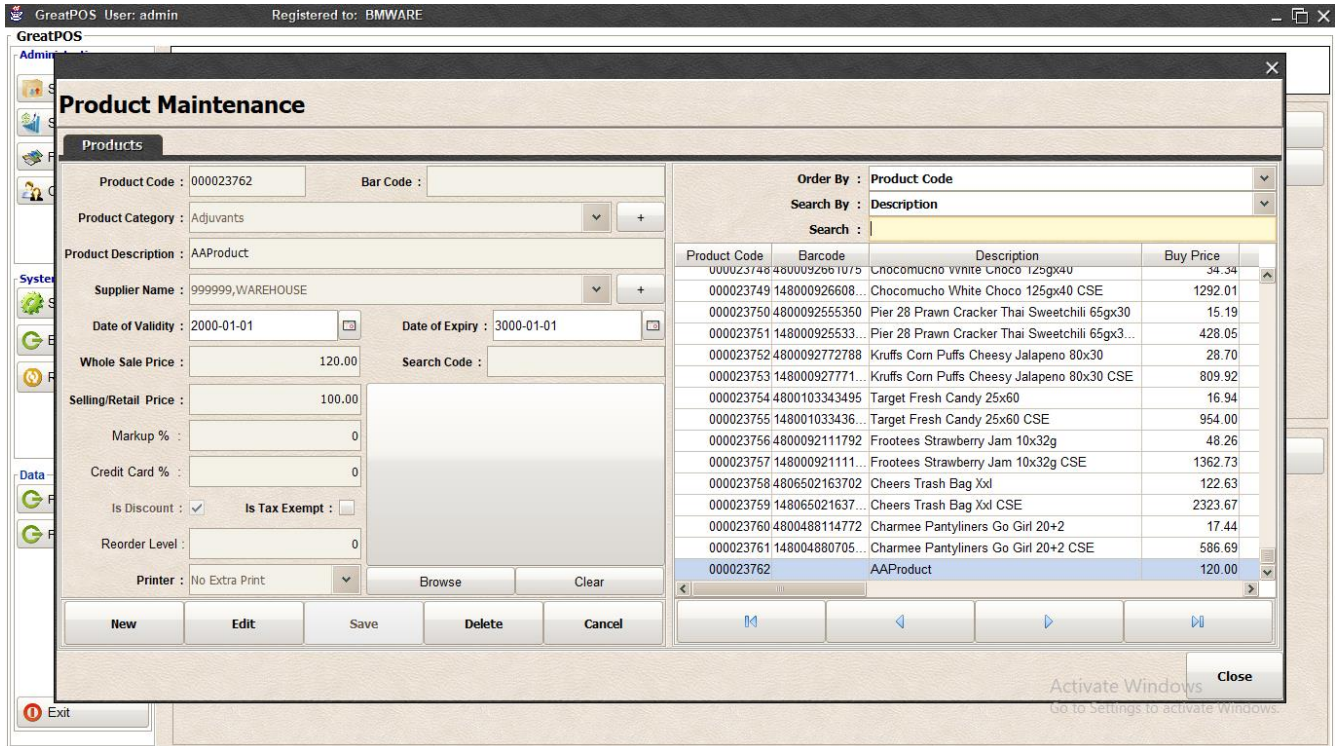 GreatPOS User: admin Registered to: BMWARE
GreatPOS
Product Maintenance
Products
Product Code : 000023762 Bar Code :
Product Category : Adjuvants +
Product Description : AAProduct
Supplier Name : 999999,WAREHOUSE +
Date of Validity : 2000-01-01 Date of Expiry : 3000-01-01
Whole Sale Price : 120.00 Search Code :
Selling/Retail Price : 100.00
Markup % : 0
Credit Card % : 0
Is Discount : Is Tax Exempt :
Reorder Level : 0
Printer : No Extra Print Browse Clear
New Edit Save Delete Cancel
Order By : Product Code
Search By : Description
Search :
Product Code Barcode Description Buy Price
000023748 4800092661075 Chocomucho White Choco 125gx40 34.34
000023749 148000926608... Chocomucho White Choco 125gx40 CSE 1292.01
000023750 4800092555350 Pier 28 Prawn Cracker Thai Sweetchili 65gx30 15.19
000023751 148000925533... Pier 28 Prawn Cracker Thai Sweetchili 65gx3... 428.05
000023752 4800092772788 Kruffs Corn Puffs Cheesy Jalapeno 80x30 28.70
000023753 148000927771... Kruffs Corn Puffs Cheesy Jalapeno 80x30 CSE 809.92
000023754 4800103343495 Target Fresh Candy 25x60 16.94
000023755 148001033436... Target Fresh Candy 25x60 CSE 954.00
000023756 4800092111792 Frootees Strawberry Jam 10x32g 48.26
000023757 148000921111... Frootees Strawberry Jam 10x32g CSE 1362.73
000023758 4806502163702 Cheers Trash Bag Xxl 122.63
000023759 148065021637... Cheers Trash Bag Xxl CSE 2323.67
000023760 4800488114772 Charmee Pantyliners Go Girl 20+2 17.44
000023761 148004880705... Charmee Pantyliners Go Girl 20+2 CSE 586.69
000023762 AAProduct 120.00
Close
Activate Windows
Go to Settings to activate Windows.
Data
Exit